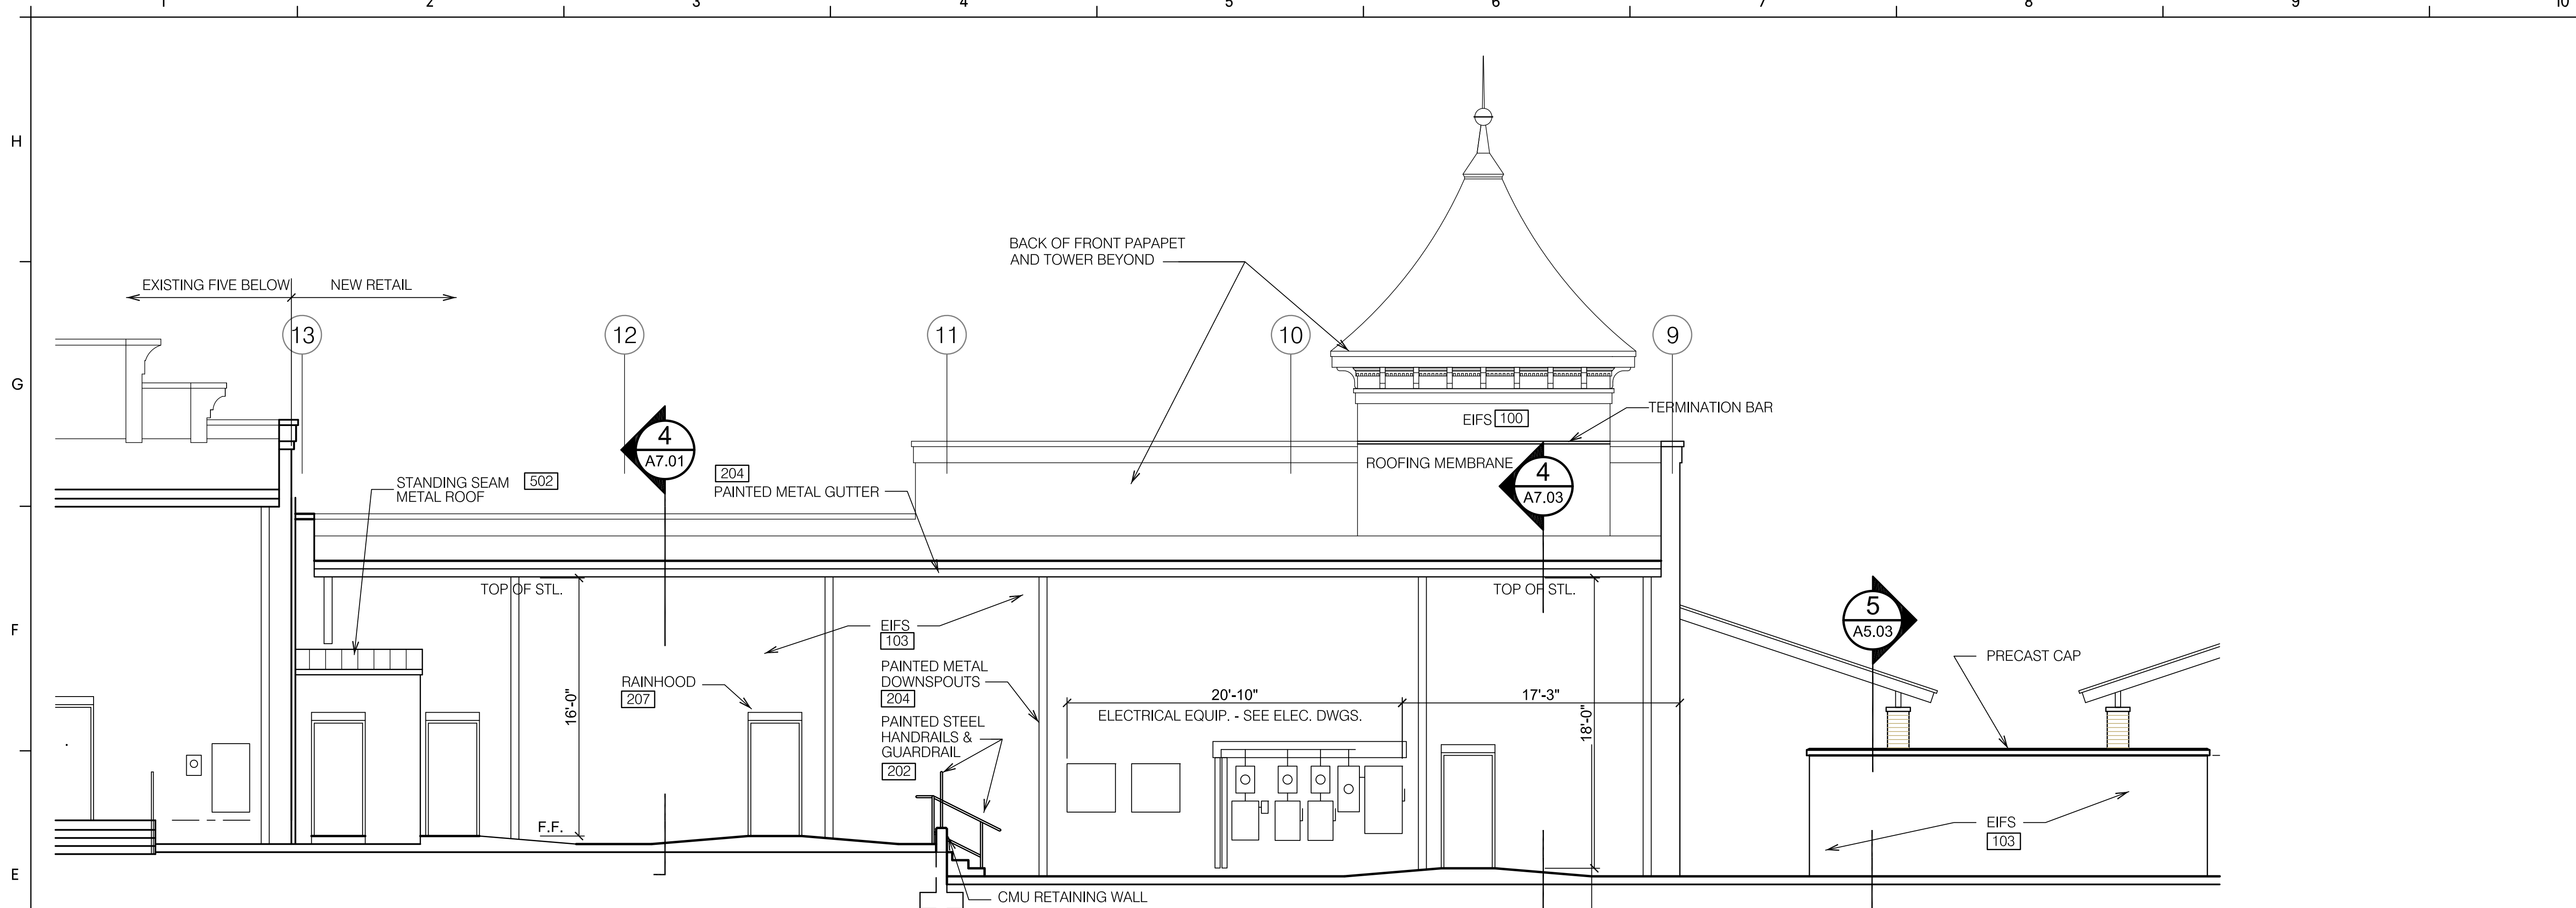 1 2 3 4 5 6 7 8 9 10
H
BACK OF FRONT PAPAPET
AND TOWER BEYOND
EXISTING FIVE BELOW
NEW RETAIL
13 12 11 10 9
G
TERMINATION BAR
EIFS 100
4
A7.01
ROOFING MEMBRANE
4
A7.03
204
PAINTED METAL GUTTER
STANDING SEAM 502
METAL ROOF
TOP OF STL.
TOP OF STL.
F
EIFS
103
5
A5.03
PRECAST CAP
PAINTED METAL
DOWNSPOUTS
204
RAINHOOD
207
16'-0"
20'-10"
17'-3"
ELECTRICAL EQUIP. - SEE ELEC. DWGS.
18'-0"
PAINTED STEEL
HANDRAILS &
GUARDRAIL
202
F.F.
EIFS
103
E
CMU RETAINING WALL